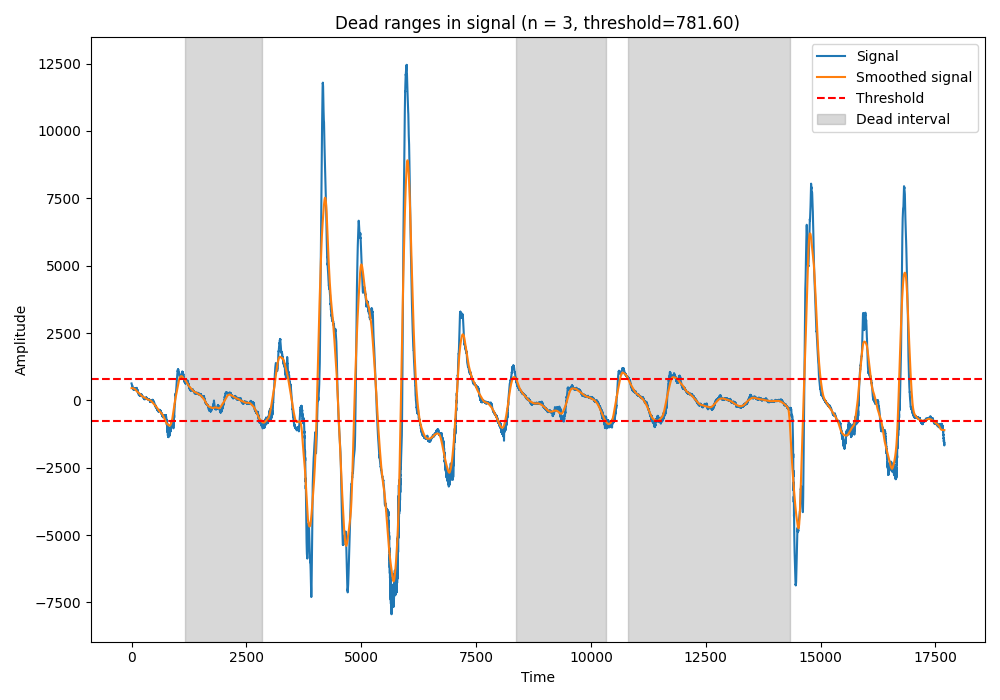 Dead ranges in signal (n = 3, threshold=781.60)
Signal
Smoothed signal
Threshold
Dead interval
Amplitude
12500
10000
7500
5000
2500
0
−2500
−5000
−7500
0 2500 5000 7500 10000 12500 15000 17500
Time